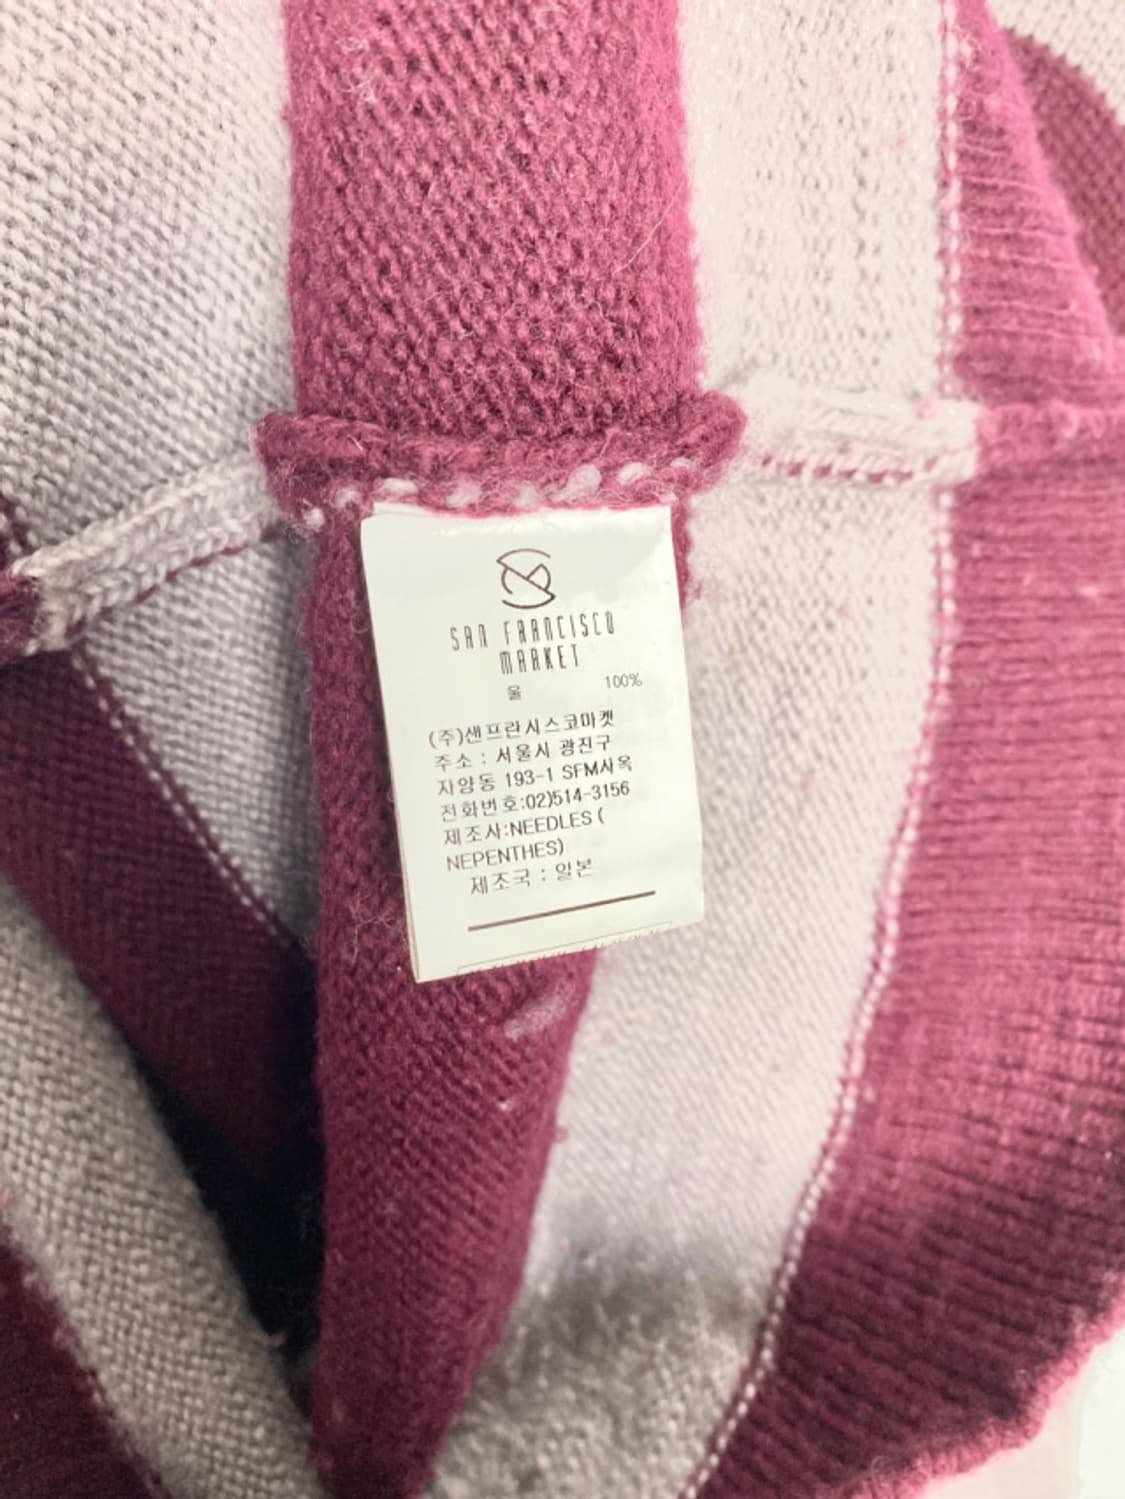 SAN FRANCISCO
MARKET
울 100%
(주)샌프란시스코마켓
주소 : 서울시 광진구
자양동 193-1 SFM사옥
전화번호:02)514-3156
제조사:NEEDLES (
NEPENTHES)
제조국 : 일본